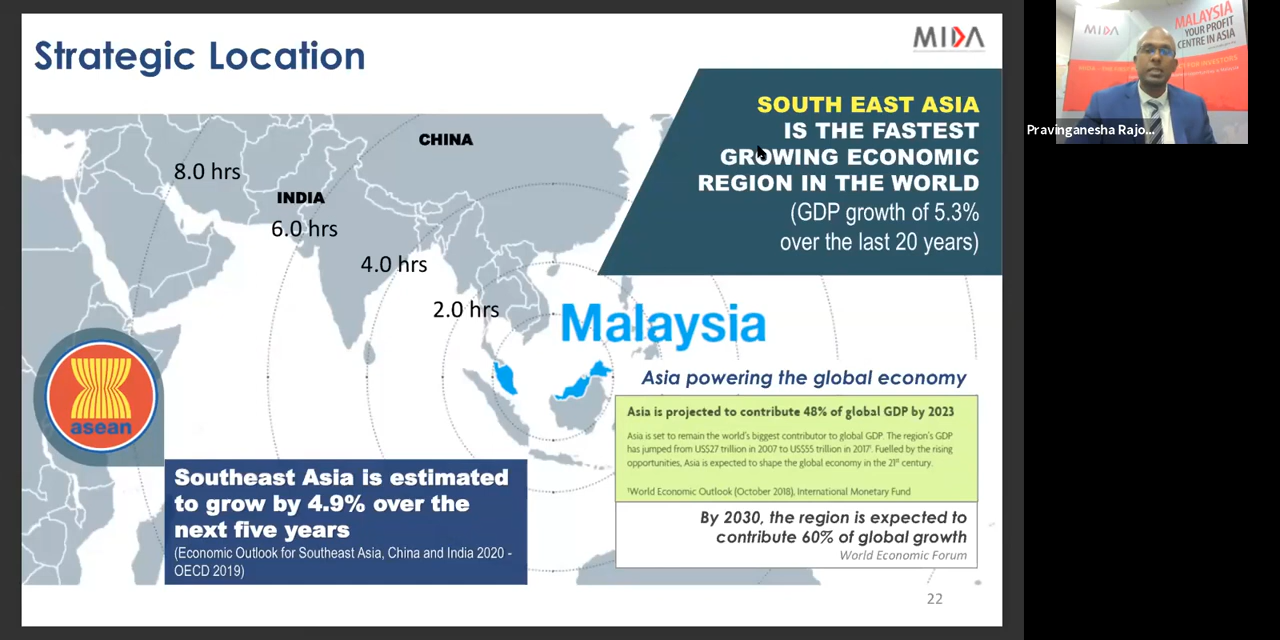 Strategic Location
MIDA
SOUTH EAST ASIA
IS THE FASTEST
GROWING ECONOMIC
REGION IN THE WORLD
(GDP growth of 5.3%
over the last 20 years)
CHINA
8.0 hrs
INDIA
6.0 hrs
4.0 hrs
2.0 hrs
Malaysia
asean
Asia powering the global economy
Asia is projected to contribute 48% of global GDP by 2023
Asia is set to remain the world's biggest contributor to global GDP. The region's GDP
has jumped from US$27 trillion in 2007 to US$55 trillion in 2017¹. Fuelled by the rising
opportunities, Asia is expected to shape the global economy in the 21st century.
¹World Economic Outlook (October 2018), International Monetary Fund
By 2030, the region is expected to
contribute 60% of global growth
World Economic Forum
Southeast Asia is estimated
to grow by 4.9% over the
next five years
(Economic Outlook for Southeast Asia, China and India 2020 -
OECD 2019)
22
MIDA
MALAYSIA
YOUR PROFIT
CENTRE IN ASIA
Pravinganesha Rajo...